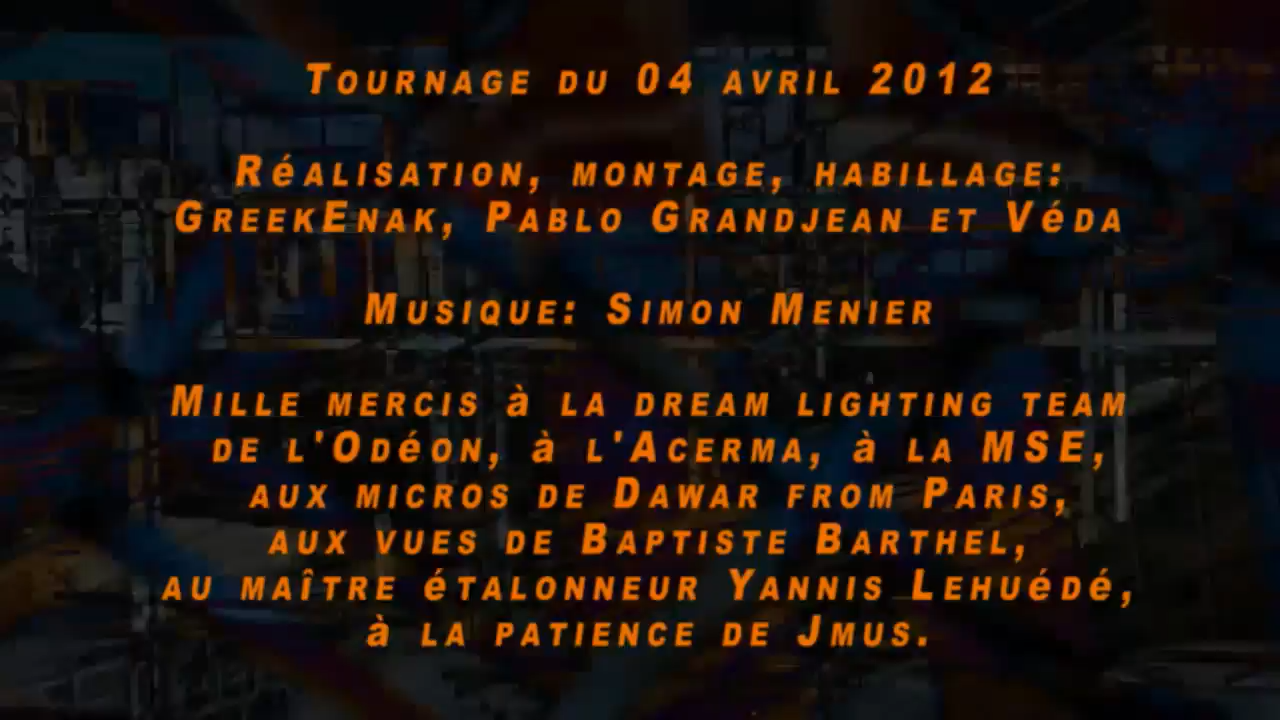 Tournage du 04 avril 2012
Réalisation, montage, habillage:
GreekEnak, Pablo Grandjean et Véda
Musique: Simon Menier
Mille mercis à la dream lighting team
de l'Odéon, à l'Acerma, à la MSE,
aux micros de Dawar from Paris,
aux vues de Baptiste Barthel,
au maître étalonneur Yannis Lehuédé,
à la patience de Jmus.